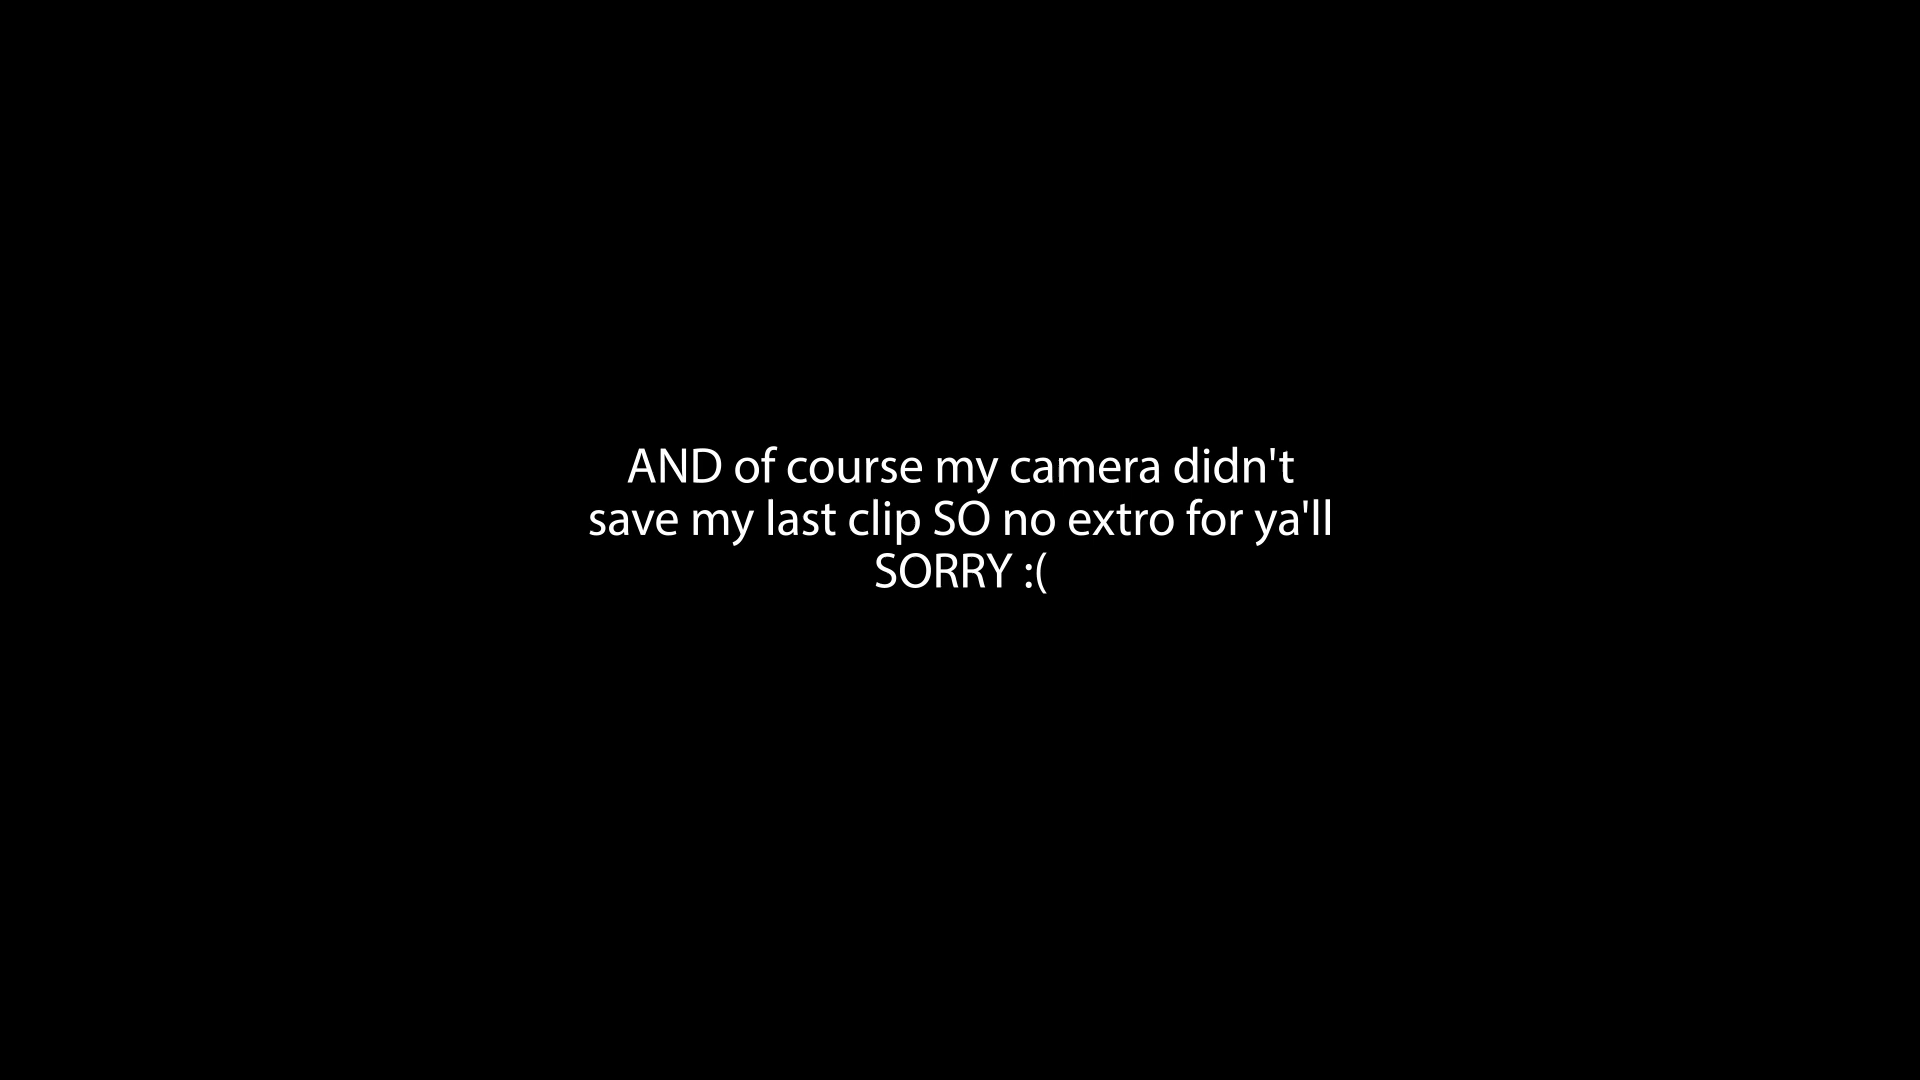 AND of course my camera didn't
save my last clip SO no extro for ya'll
SORRY :(